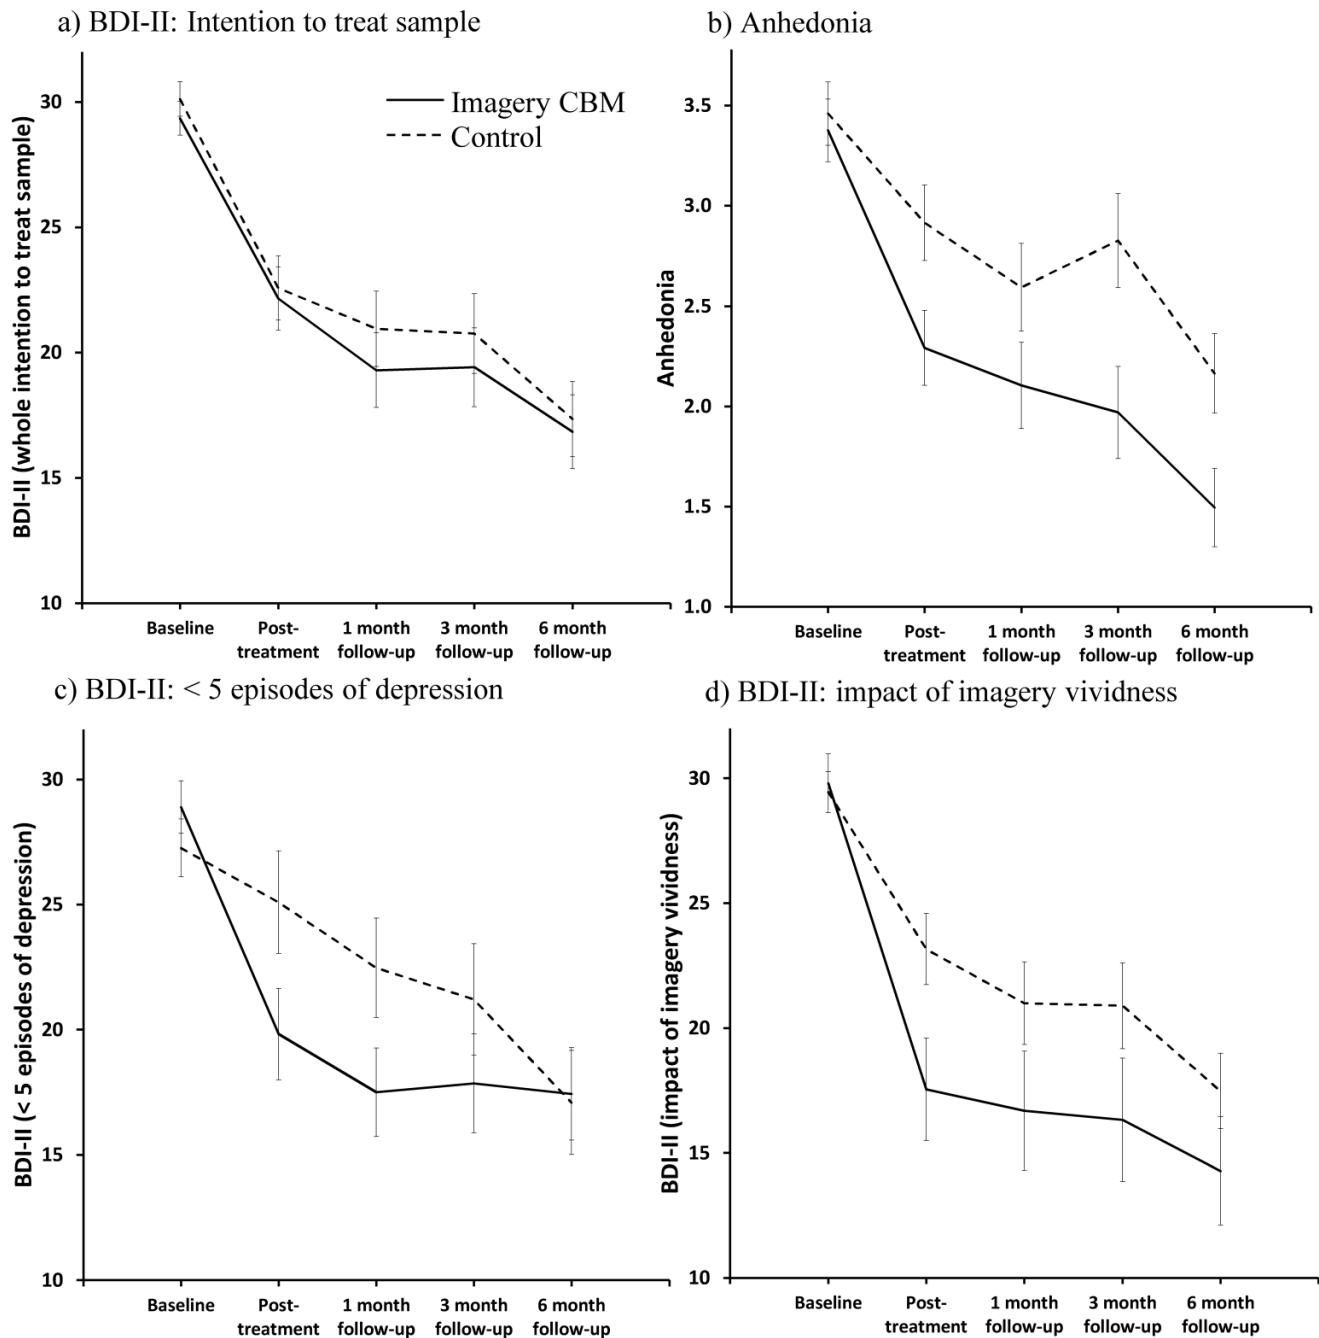 a) BDI-II: Intention to treat sample
BDI-II (whole intention to treat sample)
30
25
20
15
10
Imagery CBM
Control
Baseline
Post-treatment
1 month follow-up
3 month follow-up
6 month follow-up
b) Anhedonia
Anhedonia
3.5
3.0
2.5
2.0
1.5
1.0
Baseline
Post-treatment
1 month follow-up
3 month follow-up
6 month follow-up
c) BDI-II: < 5 episodes of depression
BDI-II (< 5 episodes of depression)
30
25
20
15
10
Baseline
Post-treatment
1 month follow-up
3 month follow-up
6 month follow-up
d) BDI-II: impact of imagery vividness
BDI-II (impact of imagery vividness)
30
25
20
15
10
Baseline
Post-treatment
1 month follow-up
3 month follow-up
6 month follow-up